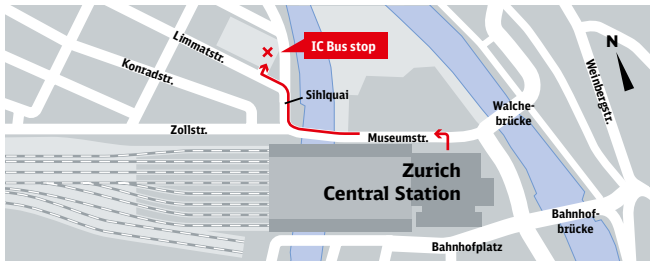 Limmatstr.
IC Bus stop
N
Konradstr.
Weinbergstr.
Sihlquai
Walche-
brücke
Zollstr.
Museumstr.
Zurich
Central Station
Bahnhof-
brücke
Bahnhofplatz